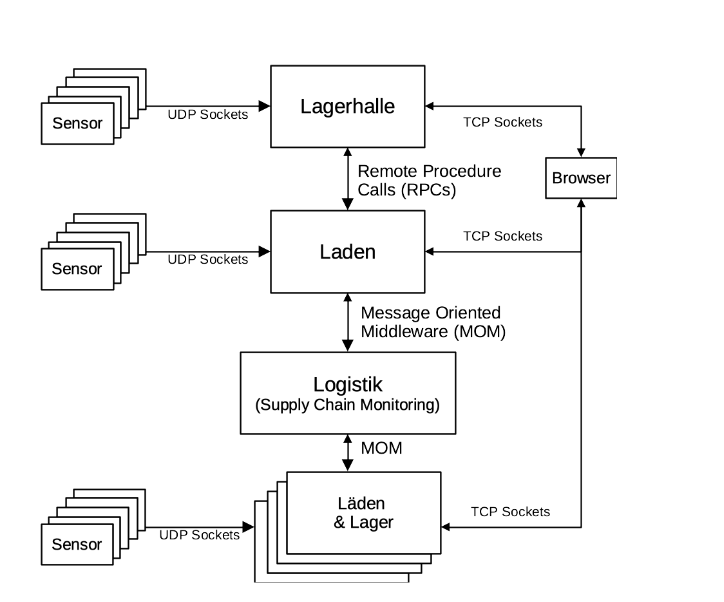 Lagerhalle
Sensor
UDP Sockets
TCP Sockets
Remote Procedure
Calls (RPCs)
Browser
Laden
Sensor
UDP Sockets
TCP Sockets
Message Oriented
Middleware (MOM)
Logistik
(Supply Chain Monitoring)
MOM
Läden
& Lager
Sensor
UDP Sockets
TCP Sockets